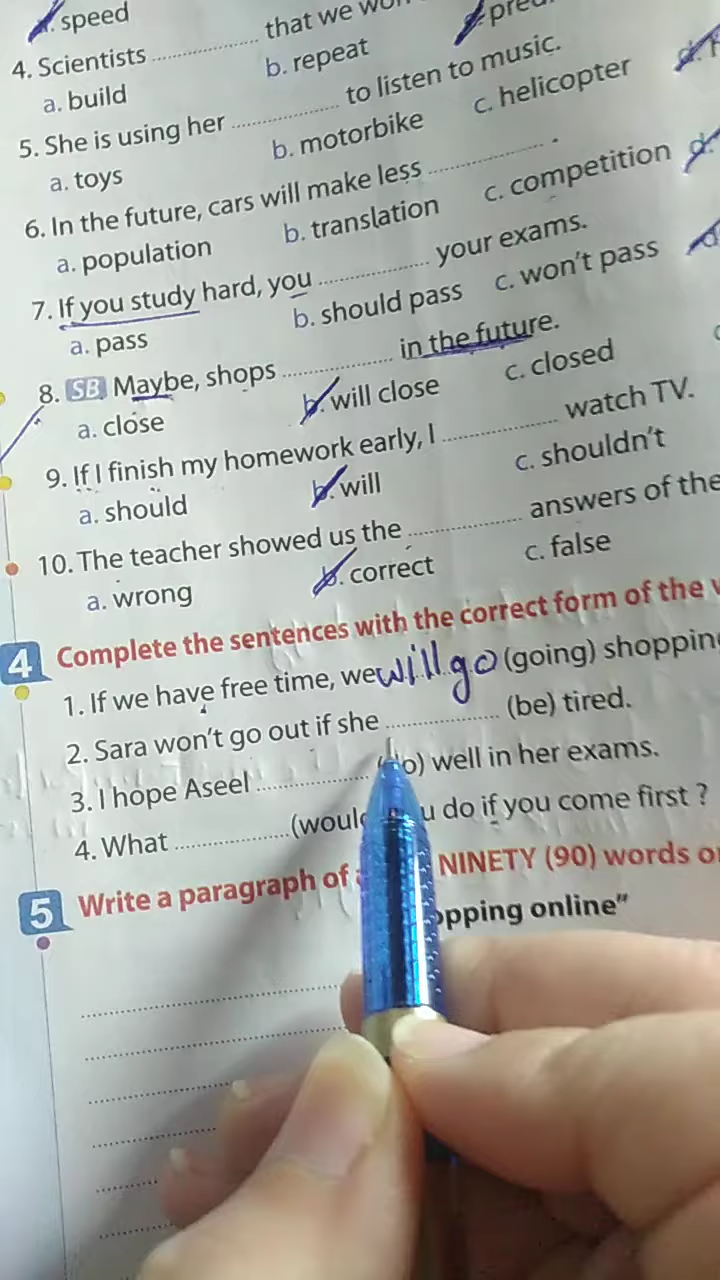 a. speed
4. Scientists .................... that we
a. build b. repeat
5. She is using her .................... to listen to music.
a. toys b. motorbike c. helicopter d.
6. In the future, cars will make less .................... .
a. population b. translation c. competition d.
7. If you study hard, you .................... your exams.
a. pass b. should pass c. won't pass
8. SB Maybe, shops .................... in the future.
a. close b. will close c. closed
9. If I finish my homework early, I .................... watch TV.
a. should b. will c. shouldn't
10. The teacher showed us the .................... answers of the
a. wrong b. correct c. false
4 Complete the sentences with the correct form of the
1. If we have free time, we will go (going) shopping
2. Sara won't go out if she .................... (be) tired.
3. I hope Aseel .................... well in her exams.
4. What .................... do if you come first ?
5 Write a paragraph of NINETY (90) words
online"